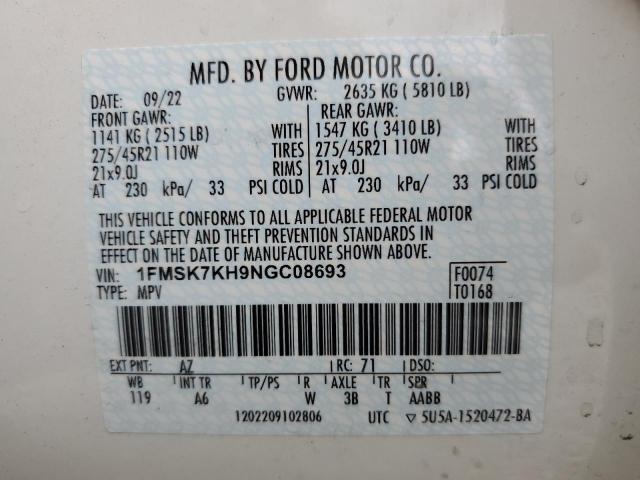 MFD. BY FORD MOTOR CO.
DATE: 09/22 GVWR: 2635 KG ( 5810 LB)
FRONT GAWR: REAR GAWR:
1141 KG ( 2515 LB) WITH 1547 KG ( 3410 LB) WITH
275/45R21 110W TIRES 275/45R21 110W TIRES
21x9.0J RIMS 21x9.0J RIMS
AT 230 kPa/ 33 PSI COLD AT 230 kPa/ 33 PSI COLD
THIS VEHICLE CONFORMS TO ALL APPLICABLE FEDERAL MOTOR
VEHICLE SAFETY AND THEFT PREVENTION STANDARDS IN
EFFECT ON THE DATE OF MANUFACTURE SHOWN ABOVE.
VIN: 1FMSK7KH9NGC08693 F0074
TYPE: MPV T0168
EXT PNT: AZ RC: 71 DSO:
WB INT TR TP/PS R AXLE TR SPR
119 A6 W 3B T AABB
1202209102806 UTC ▽ 5U5A-1520472-BA